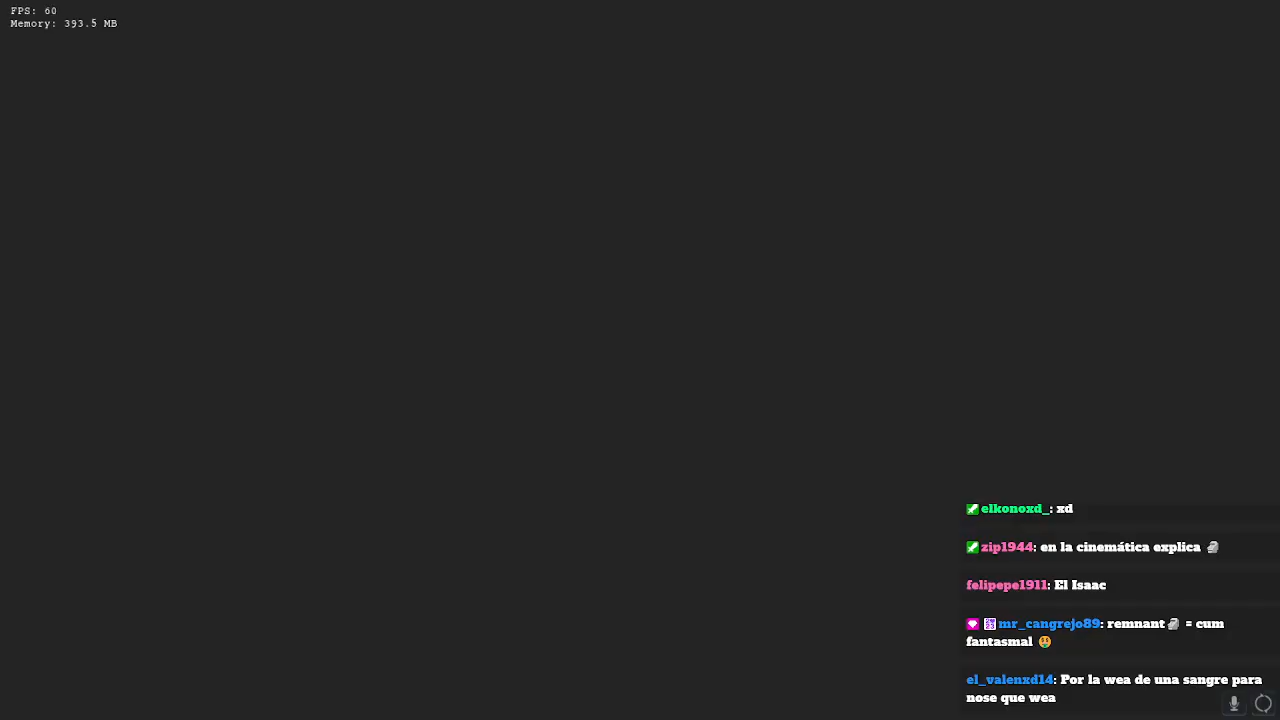 FPS: 60
Memory: 393.5 MB
elkonoxd_: xd
zip1944: en la cinemática explica 🗿
felipepe1911: El Isaac
mr_cangrejo89: remnant🗿 = cum
fantasmal 🤑
el_valenxd14: Por la wea de una sangre para
nose que wea